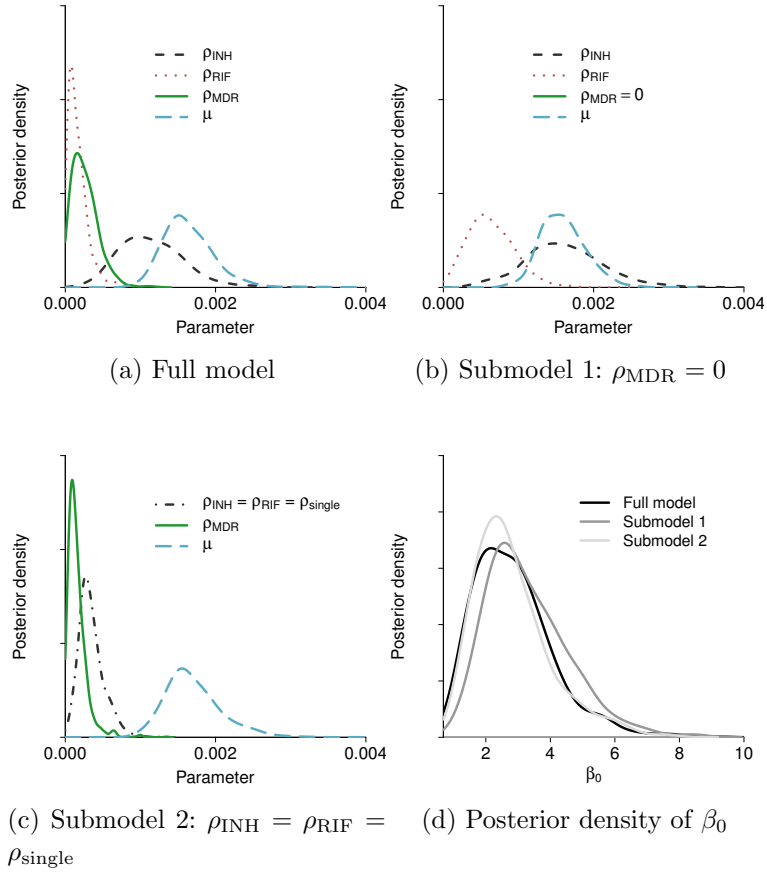 Posterior density
ρINH
ρRIF
ρMDR
μ
0.000 0.002 0.004
Parameter
(a) Full model
Posterior density
ρINH
ρRIF
ρMDR = 0
μ
0.000 0.002 0.004
Parameter
(b) Submodel 1: ρMDR = 0
Posterior density
ρINH = ρRIF = ρsingle
ρMDR
μ
0.000 0.002 0.004
Parameter
(c) Submodel 2: ρINH = ρRIF =
ρsingle
Posterior density
Full model
Submodel 1
Submodel 2
2 4 6 8 10
β0
(d) Posterior density of β0